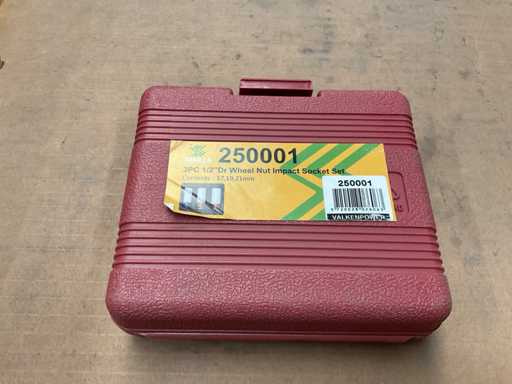 250001
3PC 1/2"Dr Wheel Nut Impact Socket Set
Contents : 17,19,21mm
250001
VALKENPOWER